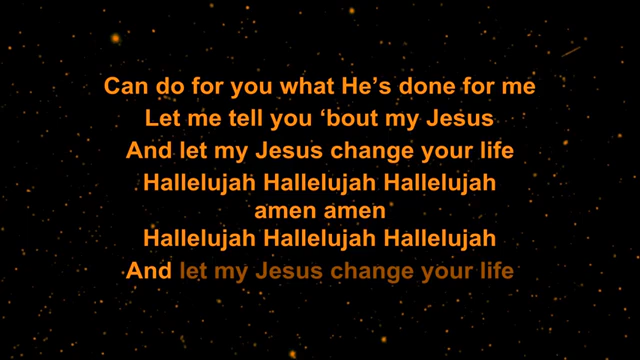 Can do for you what He’s done for me
Let me tell you ‘bout my Jesus
And let my Jesus change your life
Hallelujah Hallelujah Hallelujah
amen amen
Hallelujah Hallelujah Hallelujah
And let my Jesus change your life